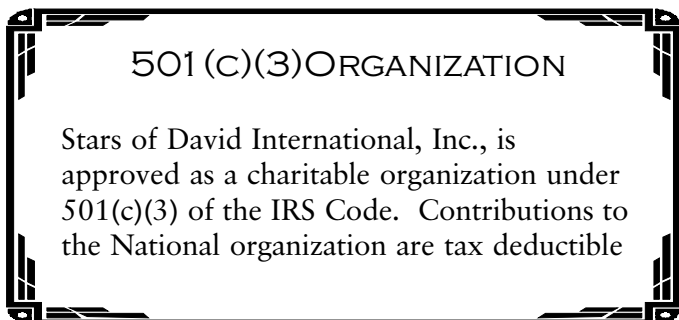 501(C)(3)ORGANIZATION
Stars of David International, Inc., is
approved as a charitable organization under
501(c)(3) of the IRS Code.  Contributions to
the National organization are tax deductible